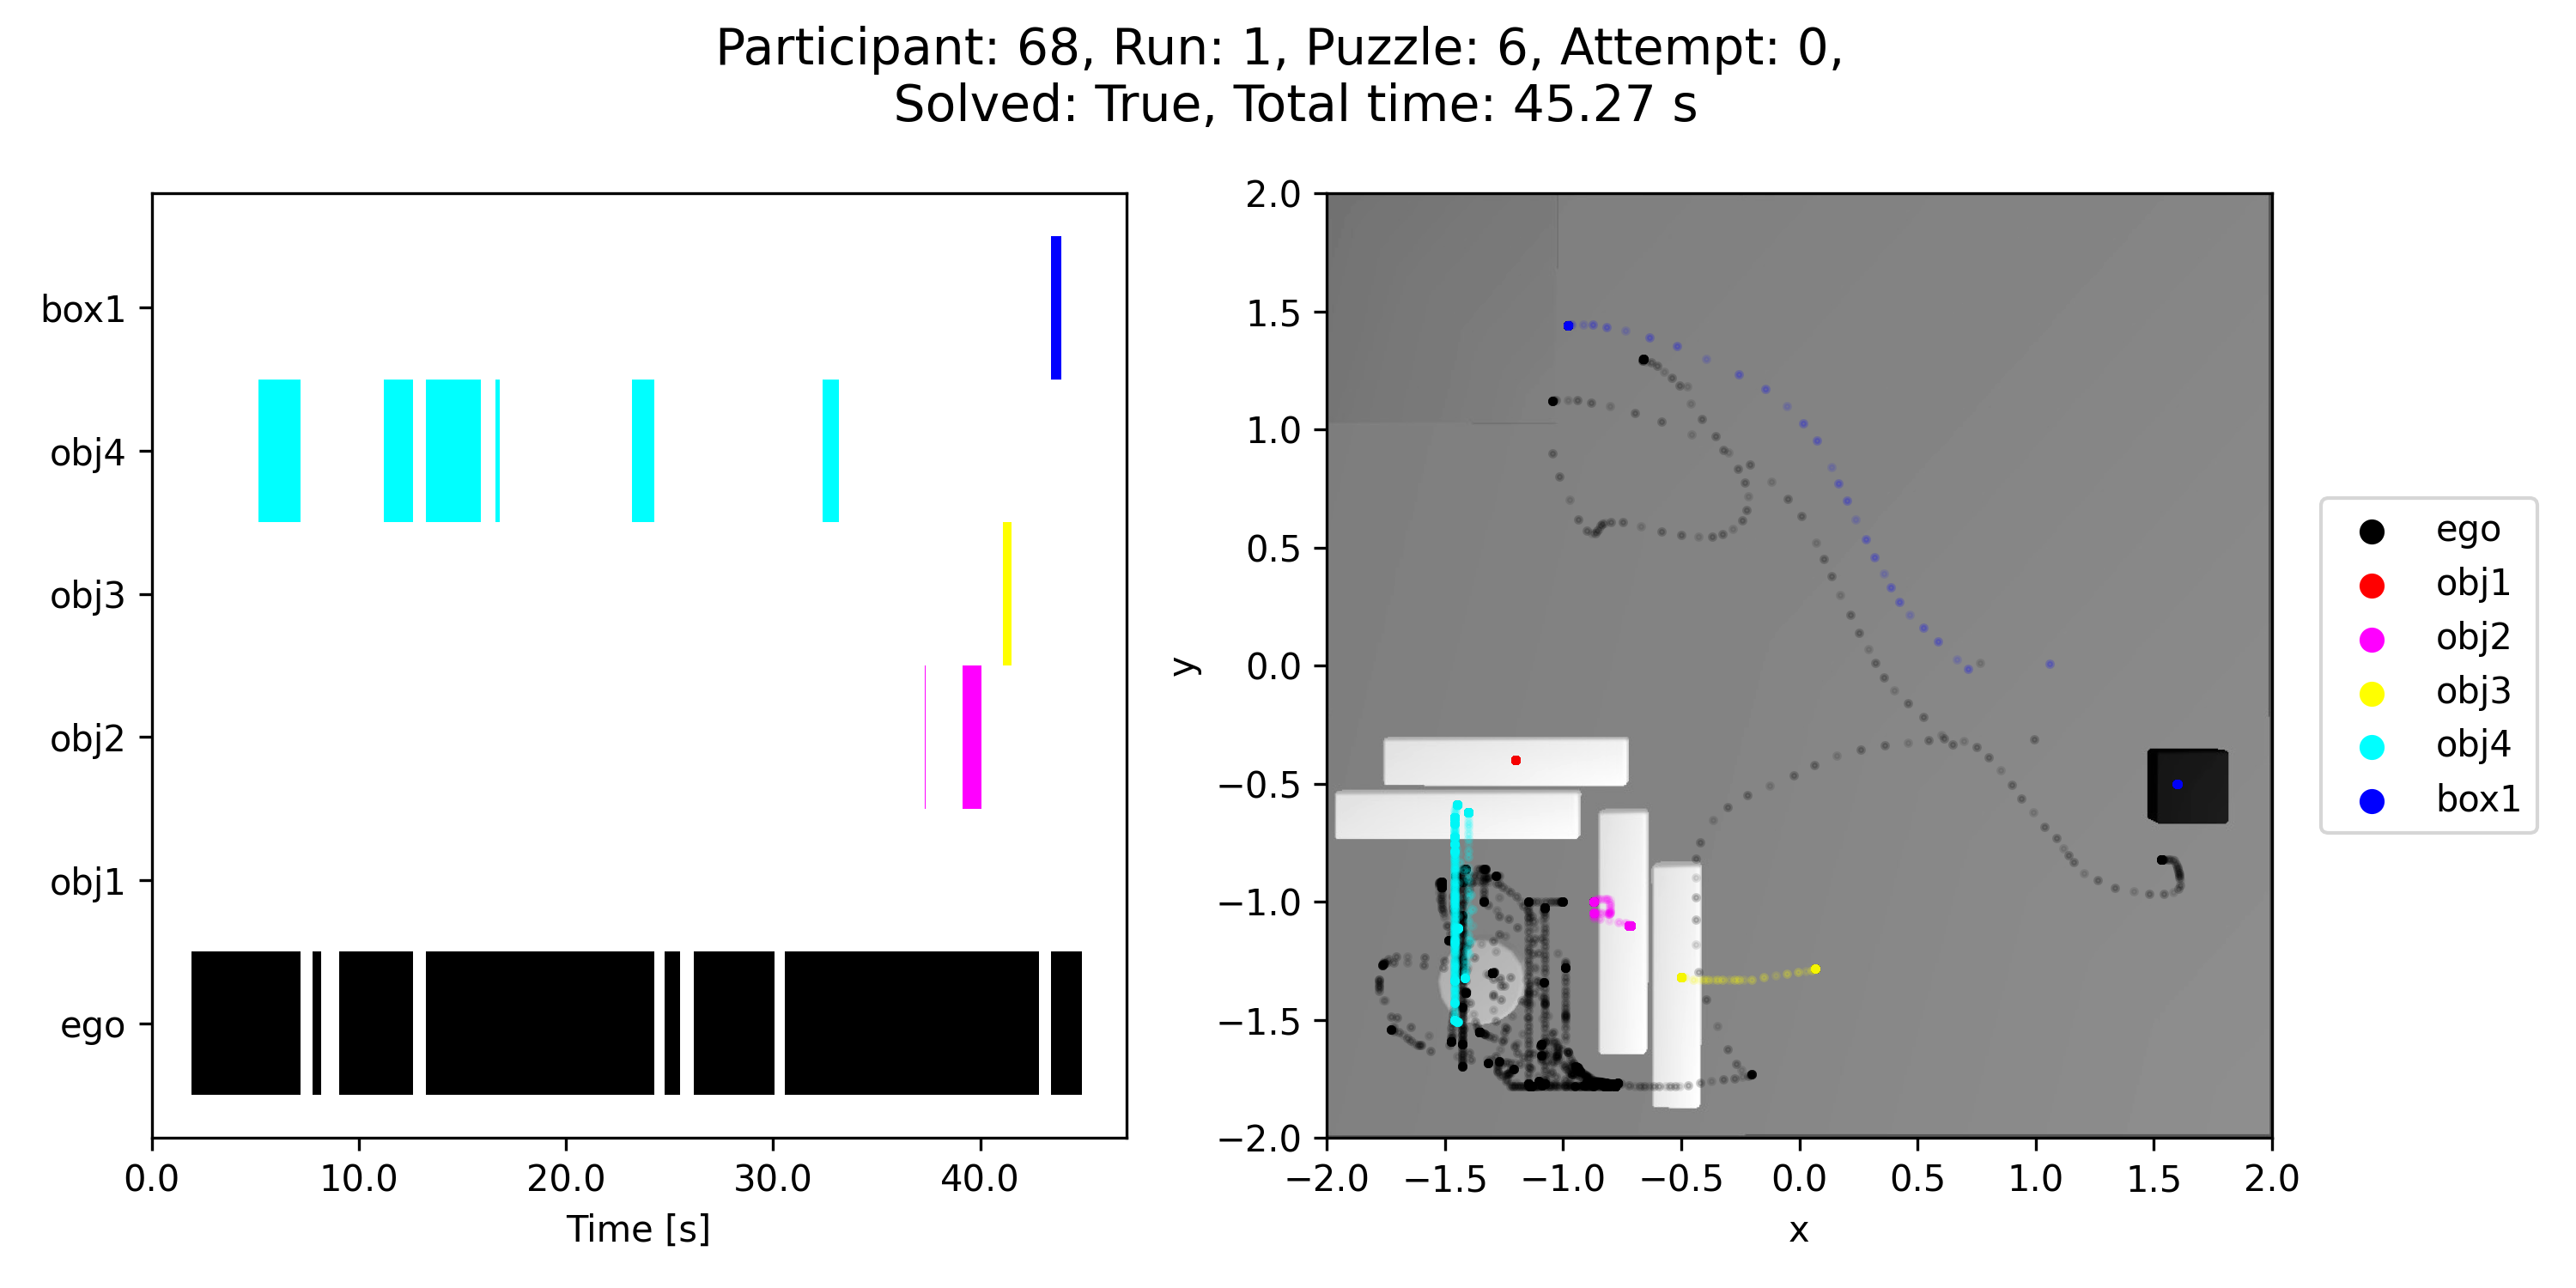 Participant: 68, Run: 1, Puzzle: 6, Attempt: 0,
Solved: True, Total time: 45.27 s
box1
obj4
obj3
obj2
obj1
ego
0.0 10.0 20.0 30.0 40.0
Time [s]
2.0
1.5
1.0
0.5
0.0
−0.5
−1.0
−1.5
−2.0
y
−2.0 −1.5 −1.0 −0.5 0.0 0.5 1.0 1.5 2.0
x
ego
obj1
obj2
obj3
obj4
box1